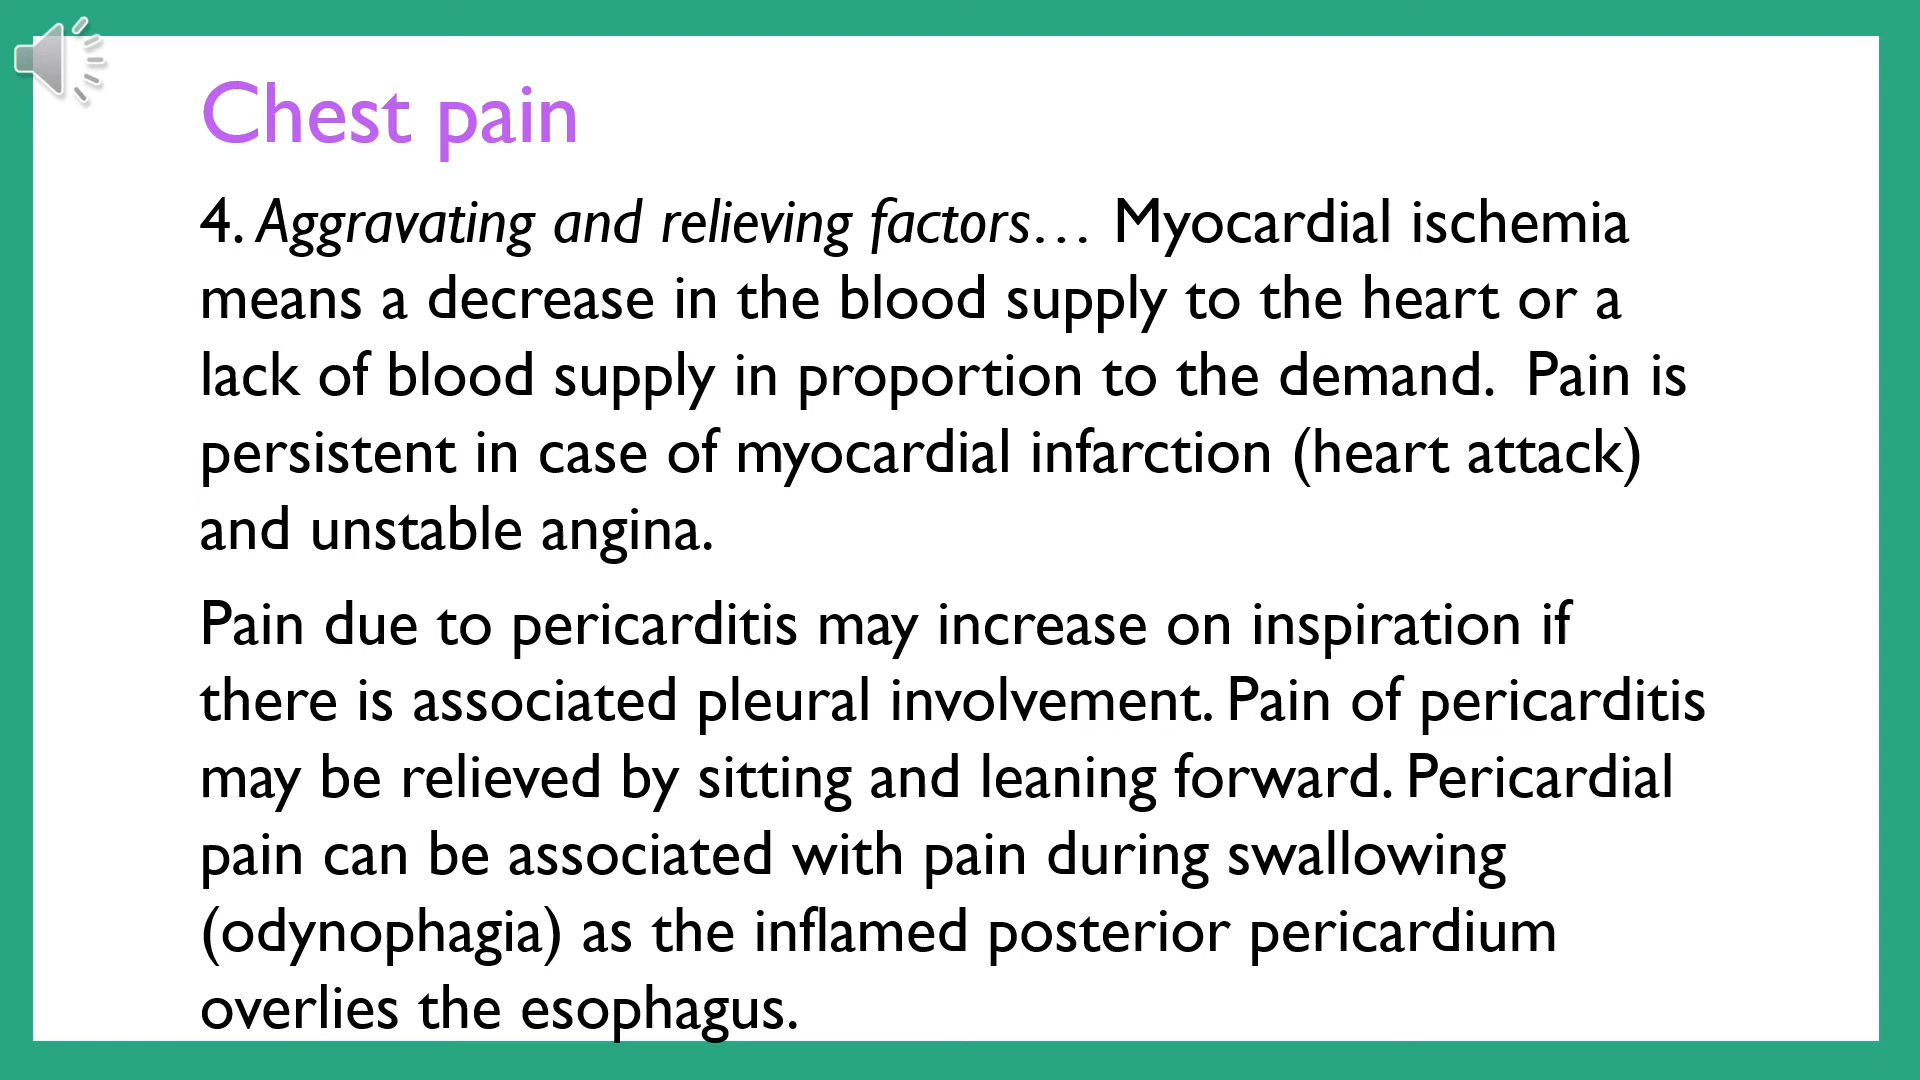 Chest pain
4. Aggravating and relieving factors… Myocardial ischemia
means a decrease in the blood supply to the heart or a
lack of blood supply in proportion to the demand.  Pain is
persistent in case of myocardial infarction (heart attack)
and unstable angina.
Pain due to pericarditis may increase on inspiration if
there is associated pleural involvement. Pain of pericarditis
may be relieved by sitting and leaning forward. Pericardial
pain can be associated with pain during swallowing
(odynophagia) as the inflamed posterior pericardium
overlies the esophagus.